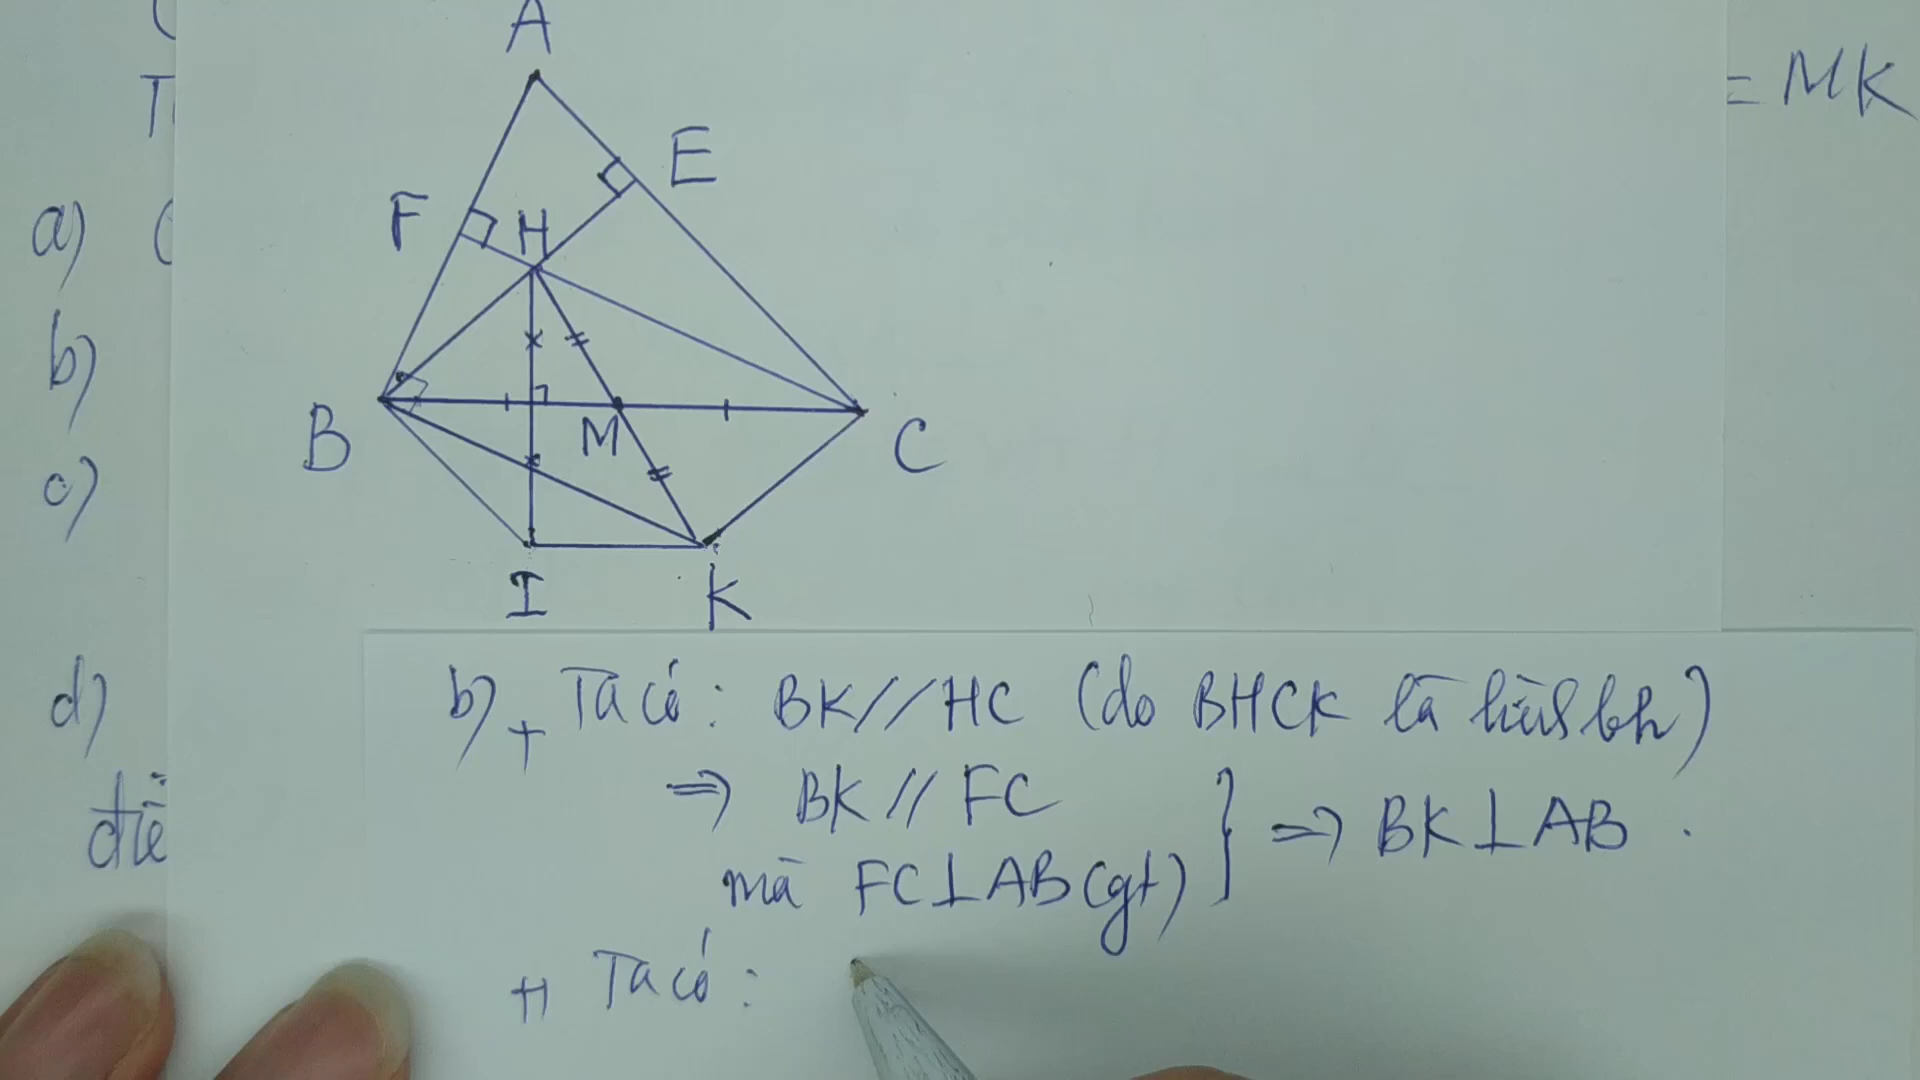 A
= MK
E
F
H
a)
b)
B
M
C
c)
I
K
d)
b) + Ta có : BK // HC (do BHCK là hình bh)
=> BK // FC
=> BK ⊥ AB .
mà FC ⊥ AB (gt)
điề
++ Ta có :